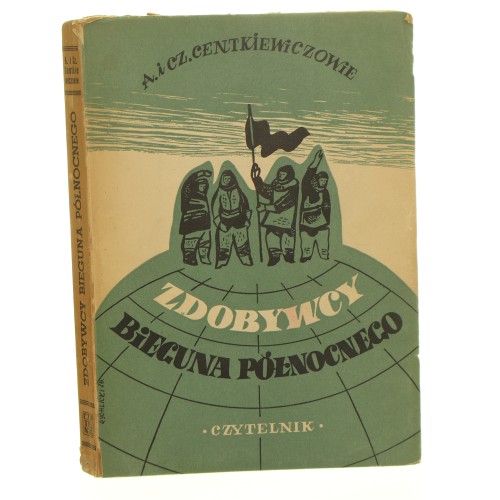 A. i CZ. CENTKIEWICZOWIE
ZDOBYWCY
BIEGUNA PÓŁNOCNEGO
• CZYTELNIK •
ZDOBYWCY BIEGUNA PÓŁNOCNEGO